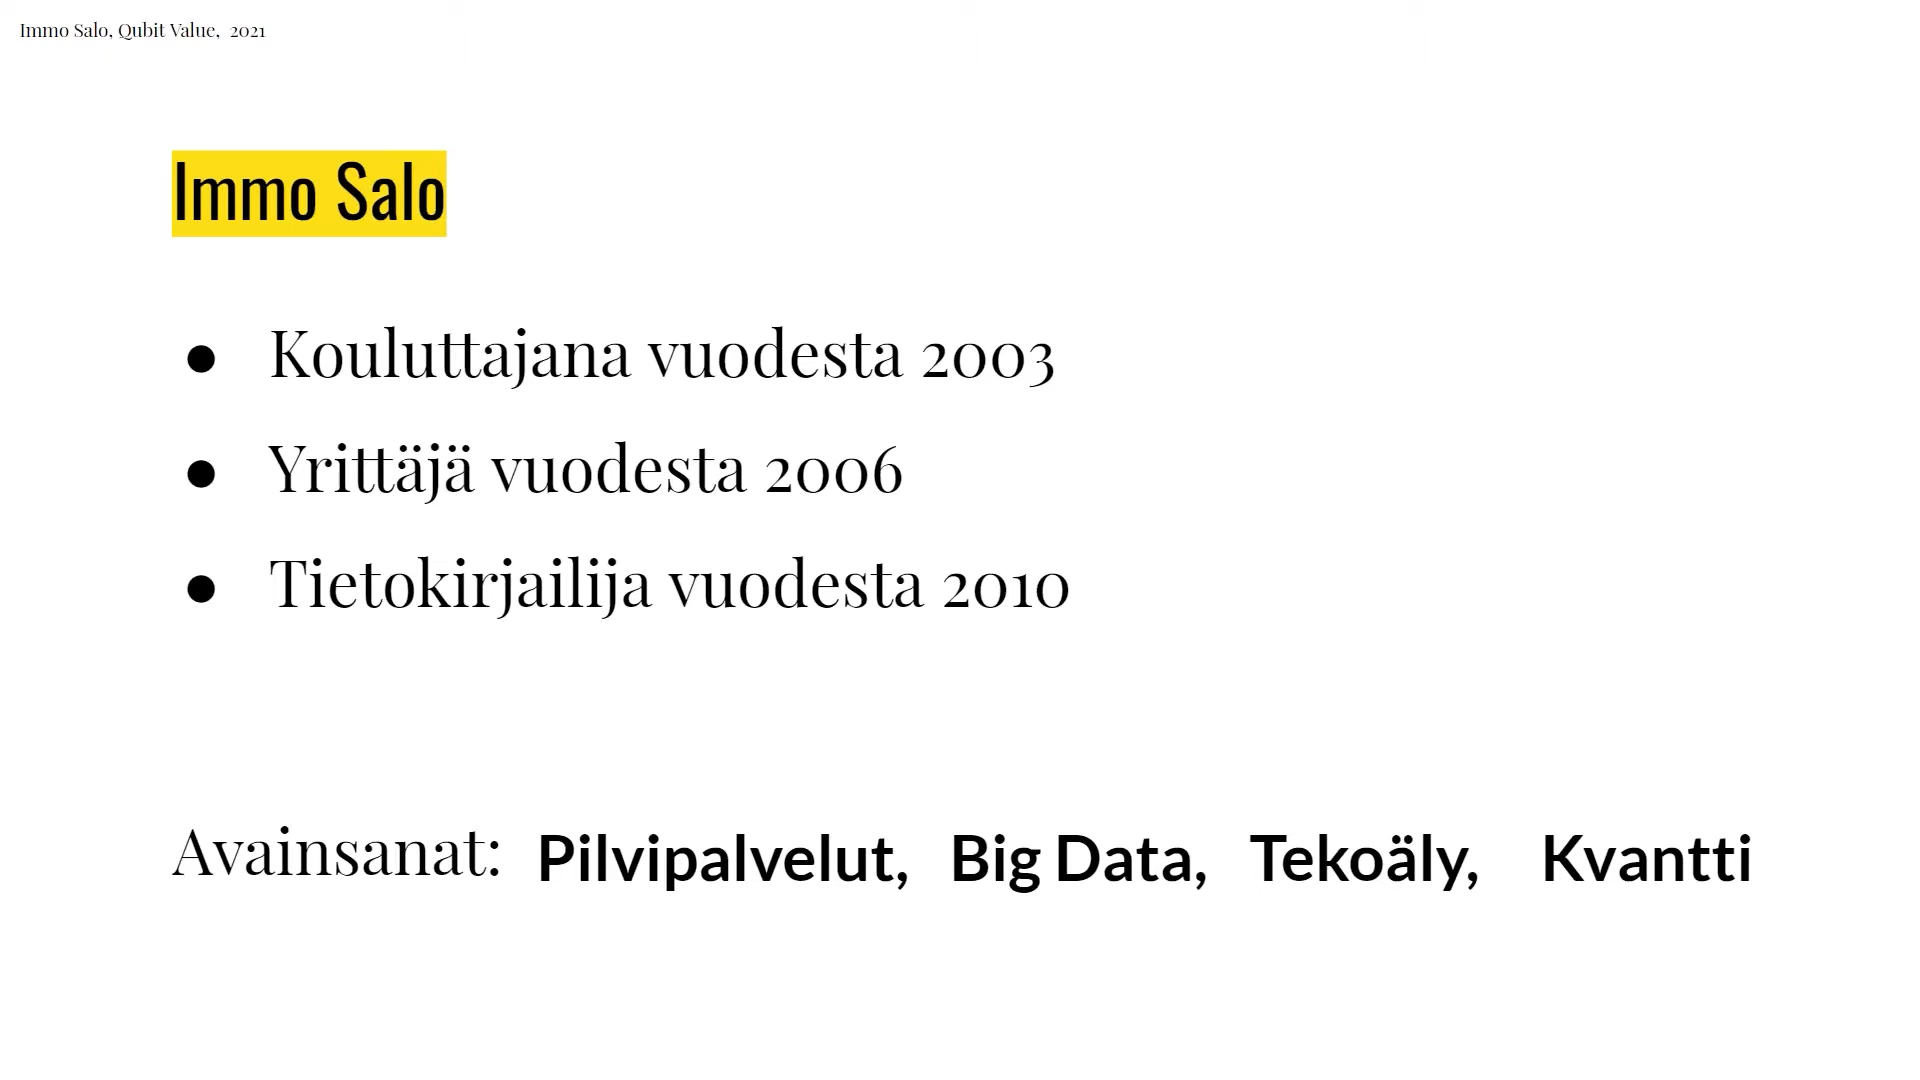 Immo Salo, Qubit Value, 2021
Immo Salo
● Kouluttajana vuodesta 2003
● Yrittäjä vuodesta 2006
● Tietokirjailija vuodesta 2010
Avainsanat: Pilvipalvelut, Big Data, Tekoäly, Kvantti